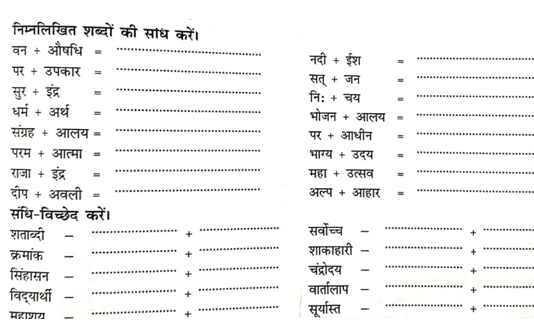 निम्नलिखित शब्दों की संधि करें।
वन + औषधि = ........................
पर + उपकार = ........................
सुर + इंद्र = ........................
धर्म + अर्थ = ........................
संग्रह + आलय = ........................
परम + आत्मा = ........................
राजा + इंद्र = ........................
दीप + अवली = ........................
नदी + ईश = ........................
सत् + जन = ........................
नि: + चय = ........................
भोजन + आलय = ........................
पर + आधीन = ........................
भाग्य + उदय = ........................
महा + उत्सव = ........................
अल्प + आहार = ........................
संधि-विच्छेद करें।
शताब्दी – .................... + ....................
क्रमांक – .................... + ....................
सिंहासन – .................... + ....................
विद्यार्थी – .................... + ....................
महाशय – .................... + ....................
सर्वोच्च – .................... + ....................
शाकाहारी – .................... + ....................
चंद्रोदय – .................... + ....................
वार्तालाप – .................... + ....................
सूर्यास्त – .................... + ....................